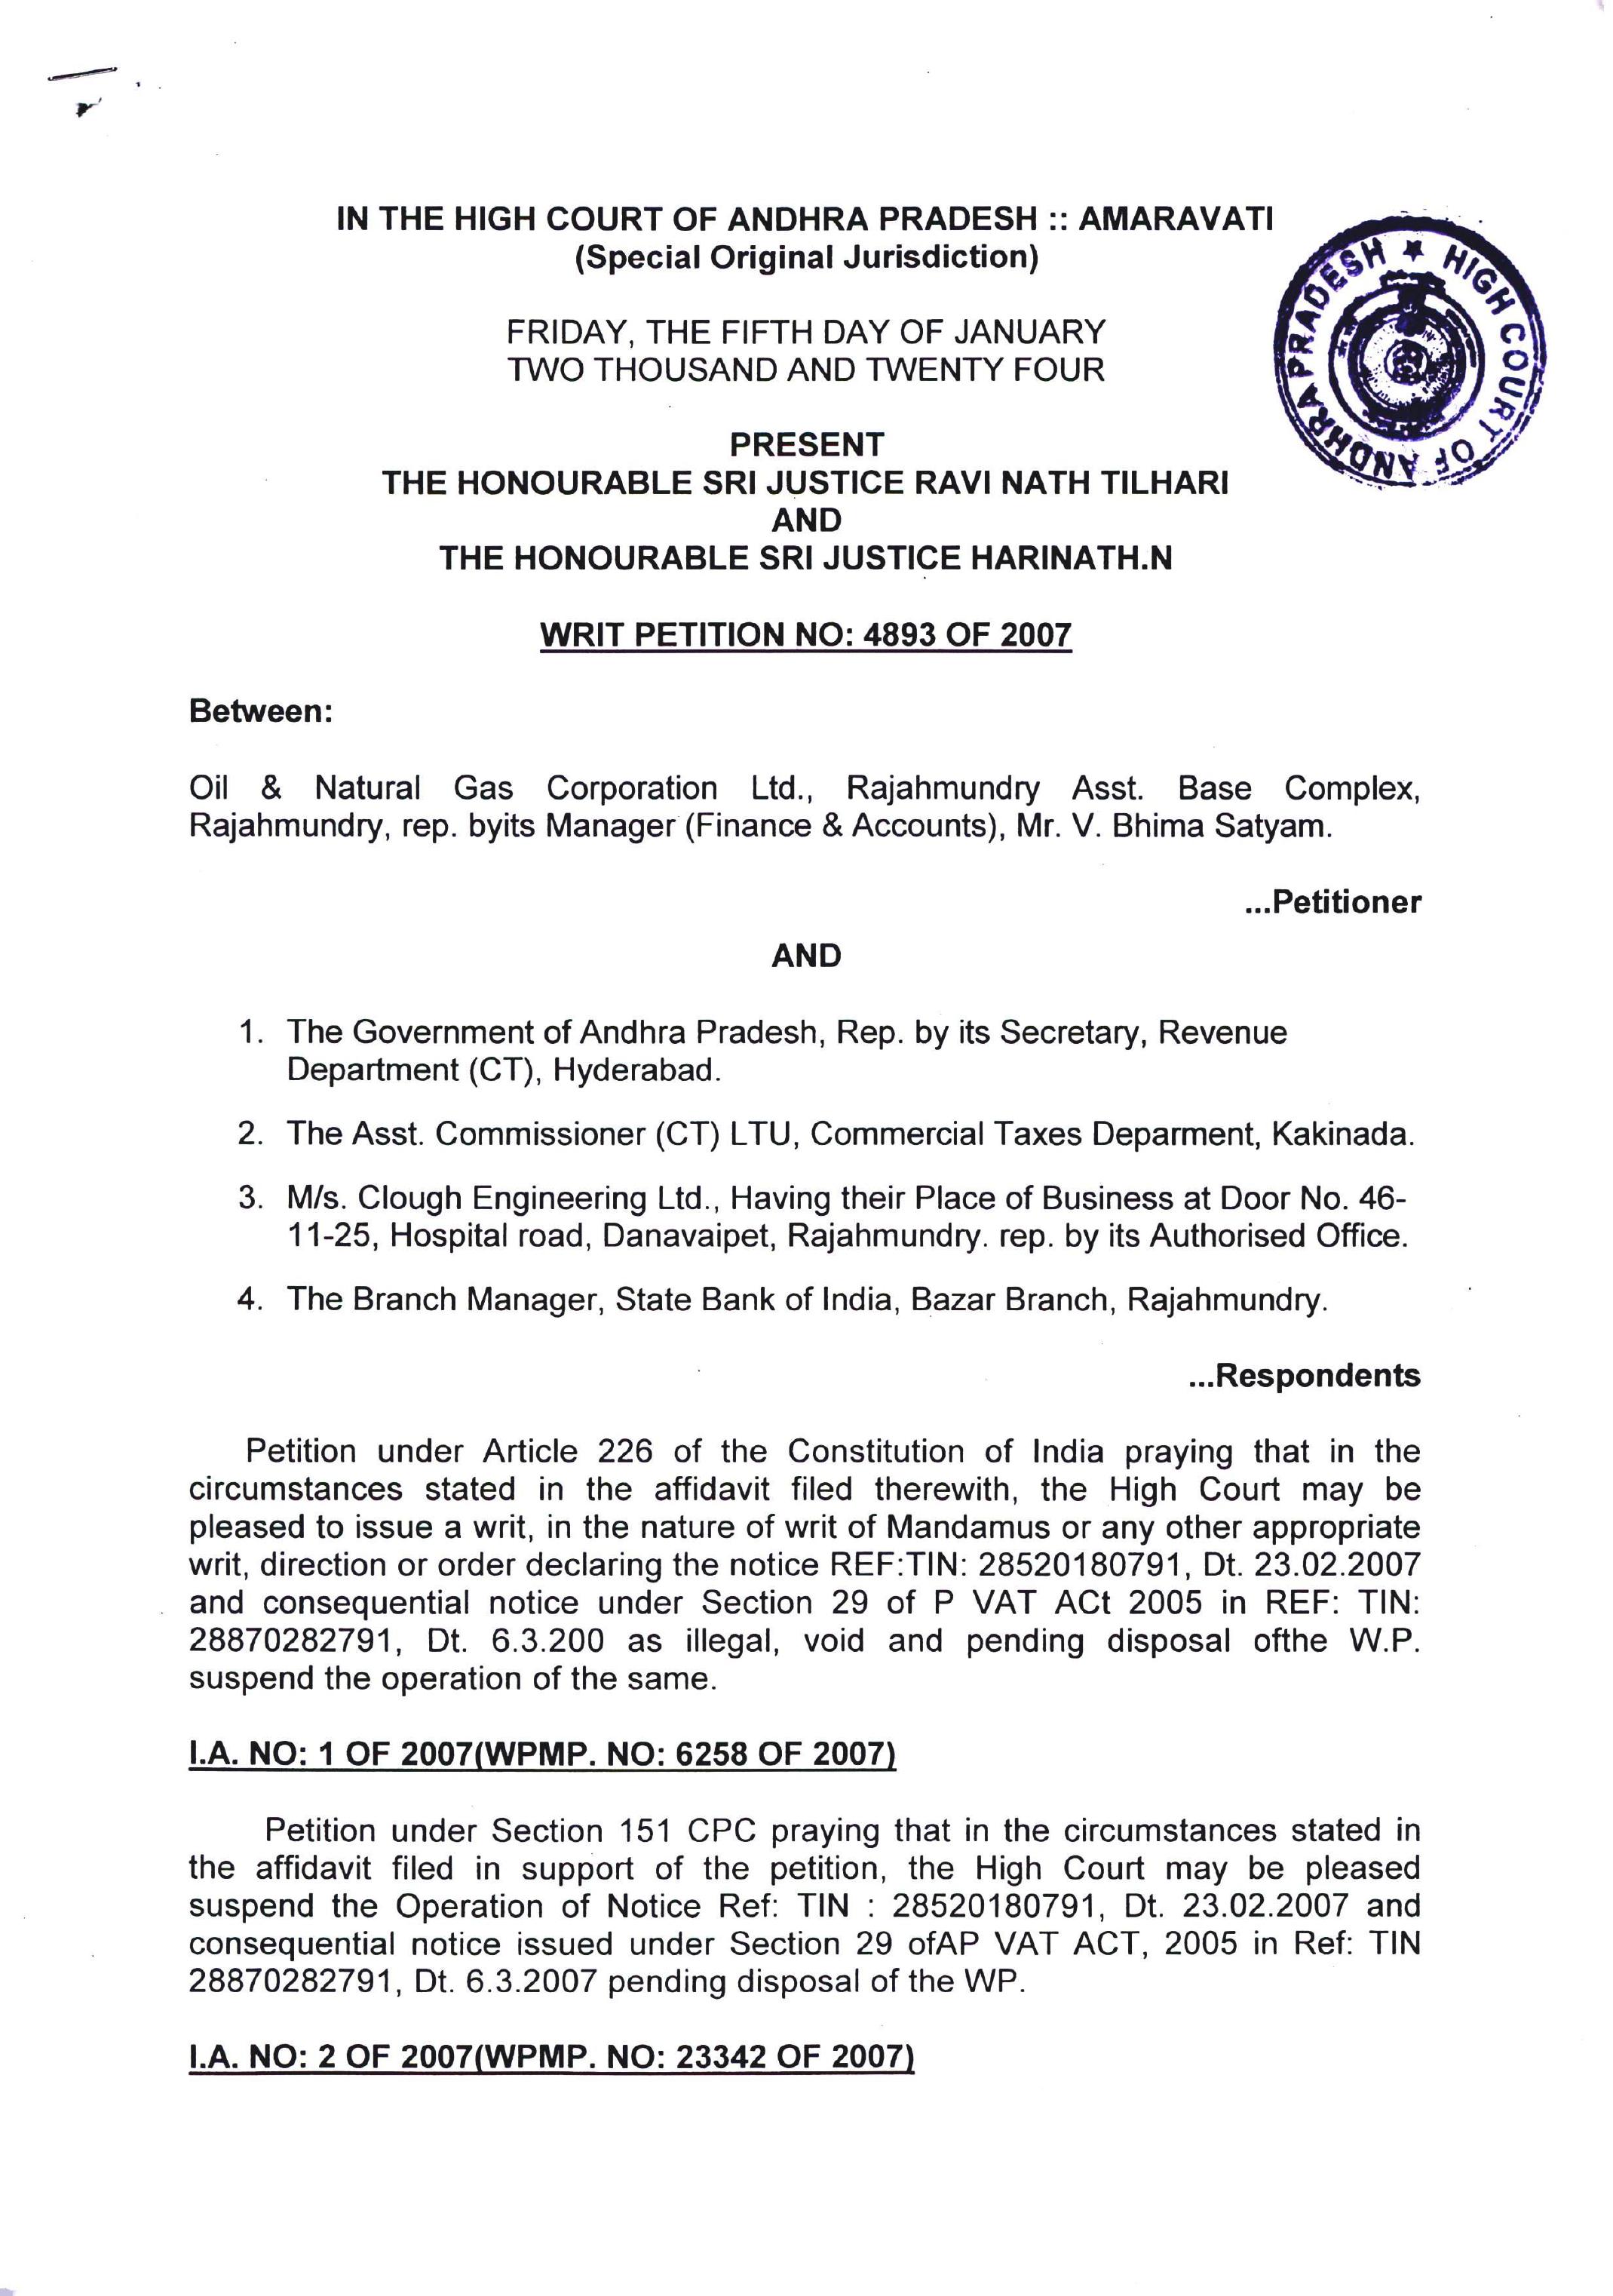 IN THE HIGH COURT OF ANDHRA PRADESH :: AMARAVATI
(Special Original Jurisdiction)
FRIDAY, THE FIFTH DAY OF JANUARY
TWO THOUSAND AND TWENTY FOUR
HIGH COURT OF ANDHRA PRADESH
PRESENT
THE HONOURABLE SRI JUSTICE RAVI NATH TILHARI
AND
THE HONOURABLE SRI JUSTICE HARINATH.N
WRIT PETITION NO: 4893 OF 2007
Between:
Oil & Natural Gas Corporation Ltd., Rajahmundry Asst. Base Complex,
Rajahmundry, rep. byits Manager (Finance & Accounts), Mr. V. Bhima Satyam.
...Petitioner
AND
1. The Government of Andhra Pradesh, Rep. by its Secretary, Revenue
Department (CT), Hyderabad.
2. The Asst. Commissioner (CT) LTU, Commercial Taxes Deparment, Kakinada.
3. M/s. Clough Engineering Ltd., Having their Place of Business at Door No. 46-
11-25, Hospital road, Danavaipet, Rajahmundry. rep. by its Authorised Office.
4. The Branch Manager, State Bank of India, Bazar Branch, Rajahmundry.
...Respondents
Petition under Article 226 of the Constitution of India praying that in the
circumstances stated in the affidavit filed therewith, the High Court may be
pleased to issue a writ, in the nature of writ of Mandamus or any other appropriate
writ, direction or order declaring the notice REF:TIN: 28520180791, Dt. 23.02.2007
and consequential notice under Section 29 of P VAT ACt 2005 in REF: TIN:
28870282791, Dt. 6.3.200 as illegal, void and pending disposal ofthe W.P.
suspend the operation of the same.
I.A. NO: 1 OF 2007(WPMP. NO: 6258 OF 2007)
Petition under Section 151 CPC praying that in the circumstances stated in
the affidavit filed in support of the petition, the High Court may be pleased
suspend the Operation of Notice Ref: TIN : 28520180791, Dt. 23.02.2007 and
consequential notice issued under Section 29 ofAP VAT ACT, 2005 in Ref: TIN
28870282791, Dt. 6.3.2007 pending disposal of the WP.
I.A. NO: 2 OF 2007(WPMP. NO: 23342 OF 2007)